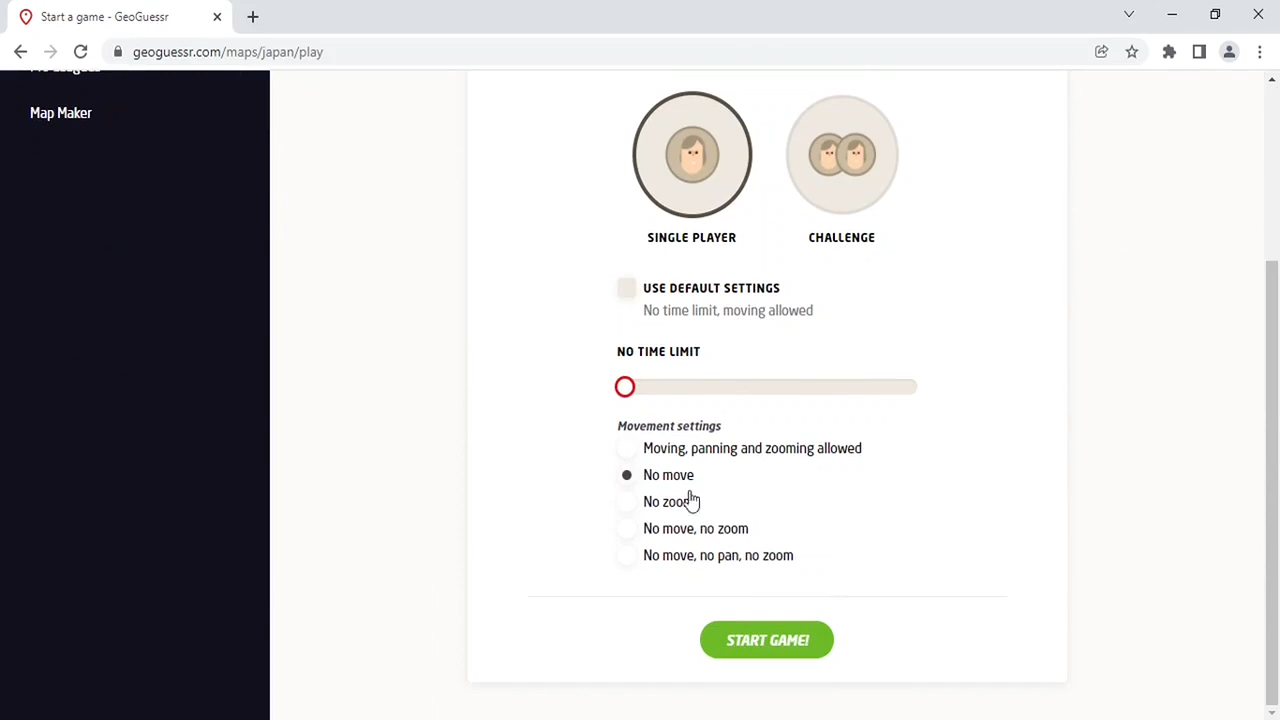 Start a game - GeoGuessr
geoguessr.com/maps/japan/play
Map Maker
SINGLE PLAYER
CHALLENGE
USE DEFAULT SETTINGS
No time limit, moving allowed
NO TIME LIMIT
Movement settings
Moving, panning and zooming allowed
No move
No zoom
No move, no zoom
No move, no pan, no zoom
START GAME!